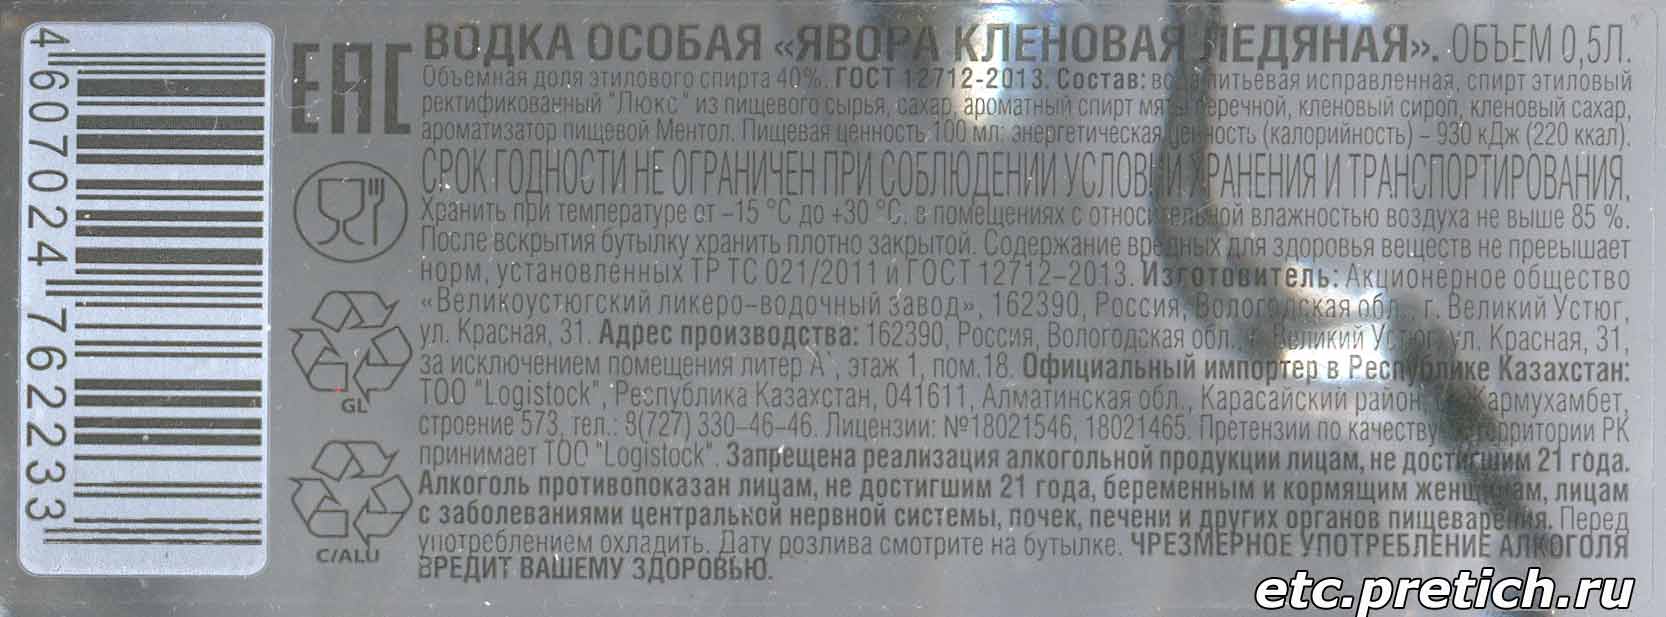 4607024762233
EAC
ВОДКА ОСОБАЯ «ЯВОРА КЛЕНОВАЯ ЛЕДЯНАЯ». ОБЪЕМ 0,5Л.
Объемная доля этилового спирта 40%. ГОСТ 12712-2013. Состав: вода питьевая исправленная, спирт этиловый
ректификованный "Люкс" из пищевого сырья, сахар, ароматный спирт мяты перечной, кленовый сироп, кленовый сахар,
ароматизатор пищевой Ментол. Пищевая ценность 100 мл: энергетическая ценность (калорийность) – 930 кДж (220 ккал).
СРОК ГОДНОСТИ НЕ ОГРАНИЧЕН ПРИ СОБЛЮДЕНИИ УСЛОВИЙ ХРАНЕНИЯ И ТРАНСПОРТИРОВАНИЯ.
Хранить при температуре от –15 °С до +30 °С, в помещениях с относительной влажностью воздуха не выше 85 %.
После вскрытия бутылку хранить плотно закрытой. Содержание вредных для здоровья веществ не превышает
норм, установленных ТР ТС 021/2011 и ГОСТ 12712–2013. Изготовитель: Акционерное общество
«Великоустюгский ликеро–водочный завод», 162390, Россия, Вологодская обл., г. Великий Устюг,
ул. Красная, 31. Адрес производства: 162390, Россия, Вологодская обл., г. Великий Устюг, ул. Красная, 31,
за исключением помещения литер А , этаж 1, пом.18. Официальный импортер в Республике Казахстан:
ТОО "Logistock", Республика Казахстан, 041611, Алматинская обл., Карасайский район, Кармухамбет,
строение 573, тел.: 8(727) 330–46–46. Лицензии: №18021546, 18021465. Претензии по качеству на территории РК
принимает ТОО "Logistock". Запрещена реализация алкогольной продукции лицам, не достигшим 21 года.
Алкоголь противопоказан лицам, не достигшим 21 года, беременным и кормящим женщинам, лицам
с заболеваниями центральной нервной системы, почек, печени и других органов пищеварения. Перед
употреблением охладить. Дату розлива смотрите на бутылке. ЧРЕЗМЕРНОЕ УПОТРЕБЛЕНИЕ АЛКОГОЛЯ
ВРЕДИТ ВАШЕМУ ЗДОРОВЬЮ.
GL
C/ALU
etc.pretich.ru